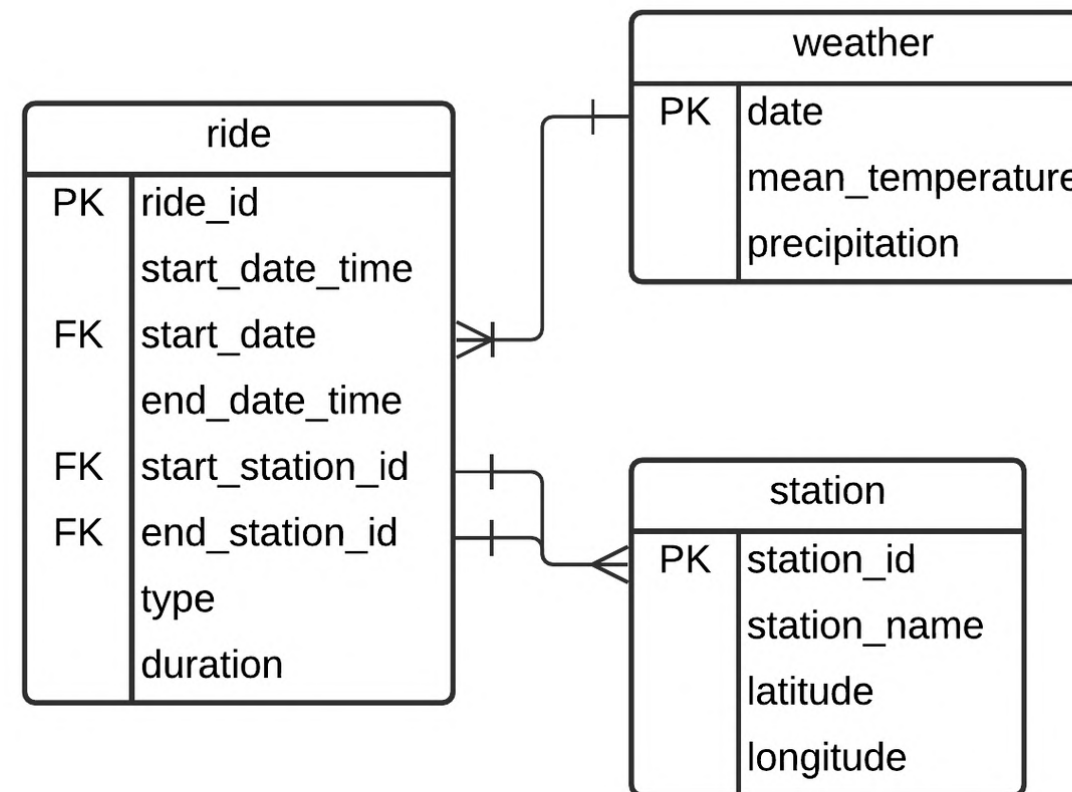 weather
PK date
mean_temperature
precipitation
ride
PK ride_id
start_date_time
FK start_date
end_date_time
FK start_station_id
FK end_station_id
type
duration
station
PK station_id
station_name
latitude
longitude